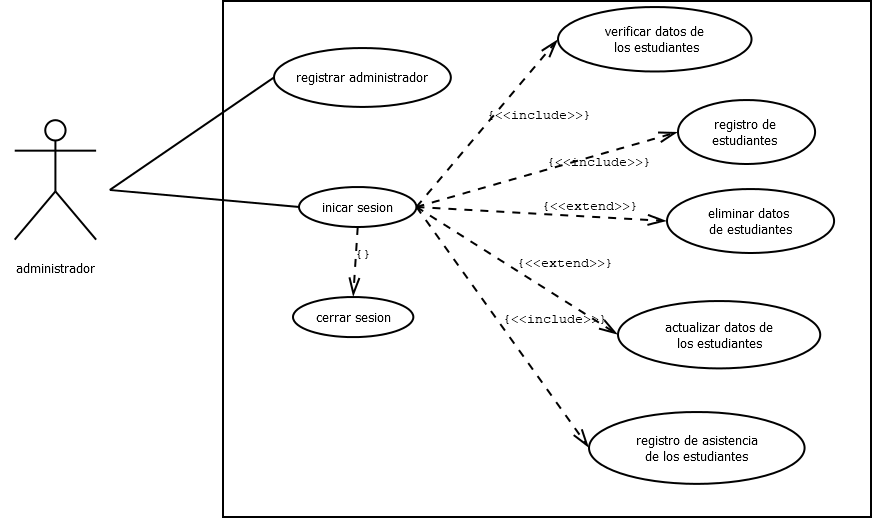 verificar datos de
los estudiantes
registrar administrador
{<<include>>}
registro de
estudiantes
{<<include>>}
inicar sesion
{<<extend>>}
eliminar datos
de estudiantes
{}
{<<extend>>}
administrador
cerrar sesion
{<<include>>}
actualizar datos de
los estudiantes
registro de asistencia
de los estudiantes